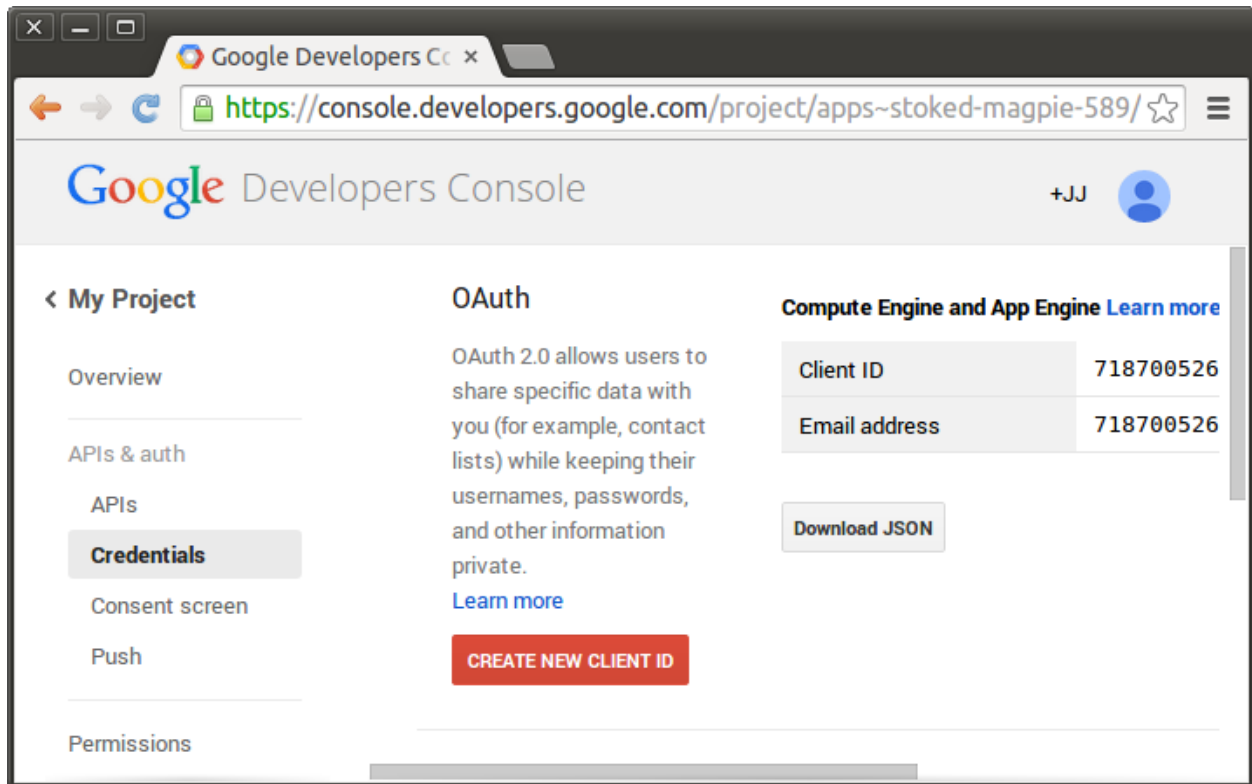 Google Developers Co
https://console.developers.google.com/project/apps~stoked-magpie-589/
Google Developers Console
+JJ
My Project
Overview
APIs & auth
APIs
Credentials
Consent screen
Push
Permissions
OAuth
OAuth 2.0 allows users to
share specific data with
you (for example, contact
lists) while keeping their
usernames, passwords,
and other information
private.
Learn more
CREATE NEW CLIENT ID
Compute Engine and App Engine Learn more
Client ID 718700526
Email address 718700526
Download JSON